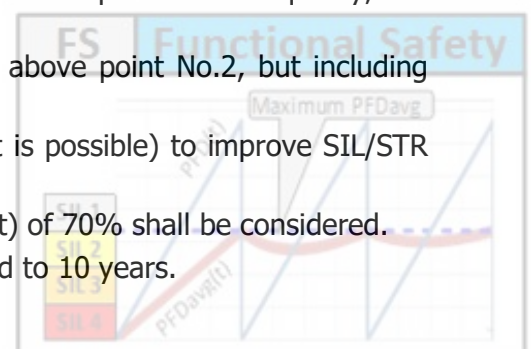 FS Functional Safety
above point No.2, but including
Maximum PFDavg
t is possible) to improve SIL/STR
PFD(t)
t) of 70% shall be considered.
SIL 1
SIL 2
d to 10 years.
SIL 3
SIL 4
PFDavg(t)